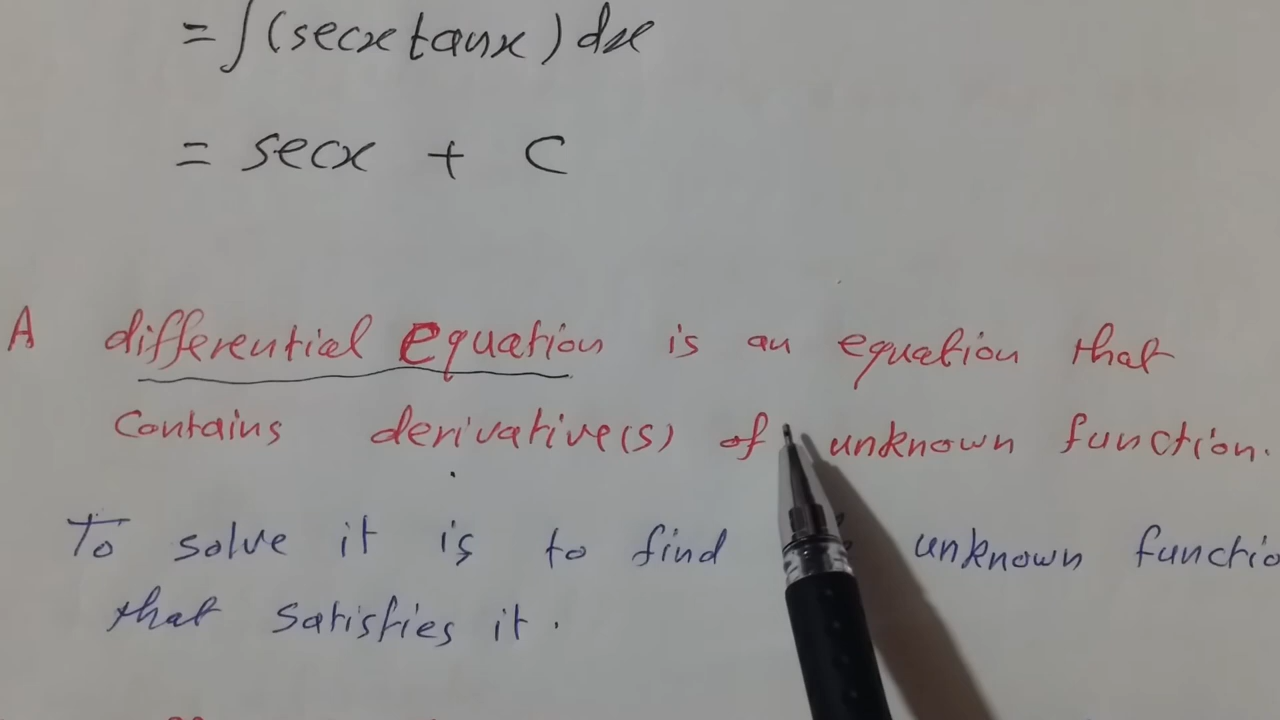 = ∫(secx tanx) dx
= secx + C
A differential equation is an equation that
contains derivative(s) of unknown function.
To solve it is to find unknown functio
that satisfies it.